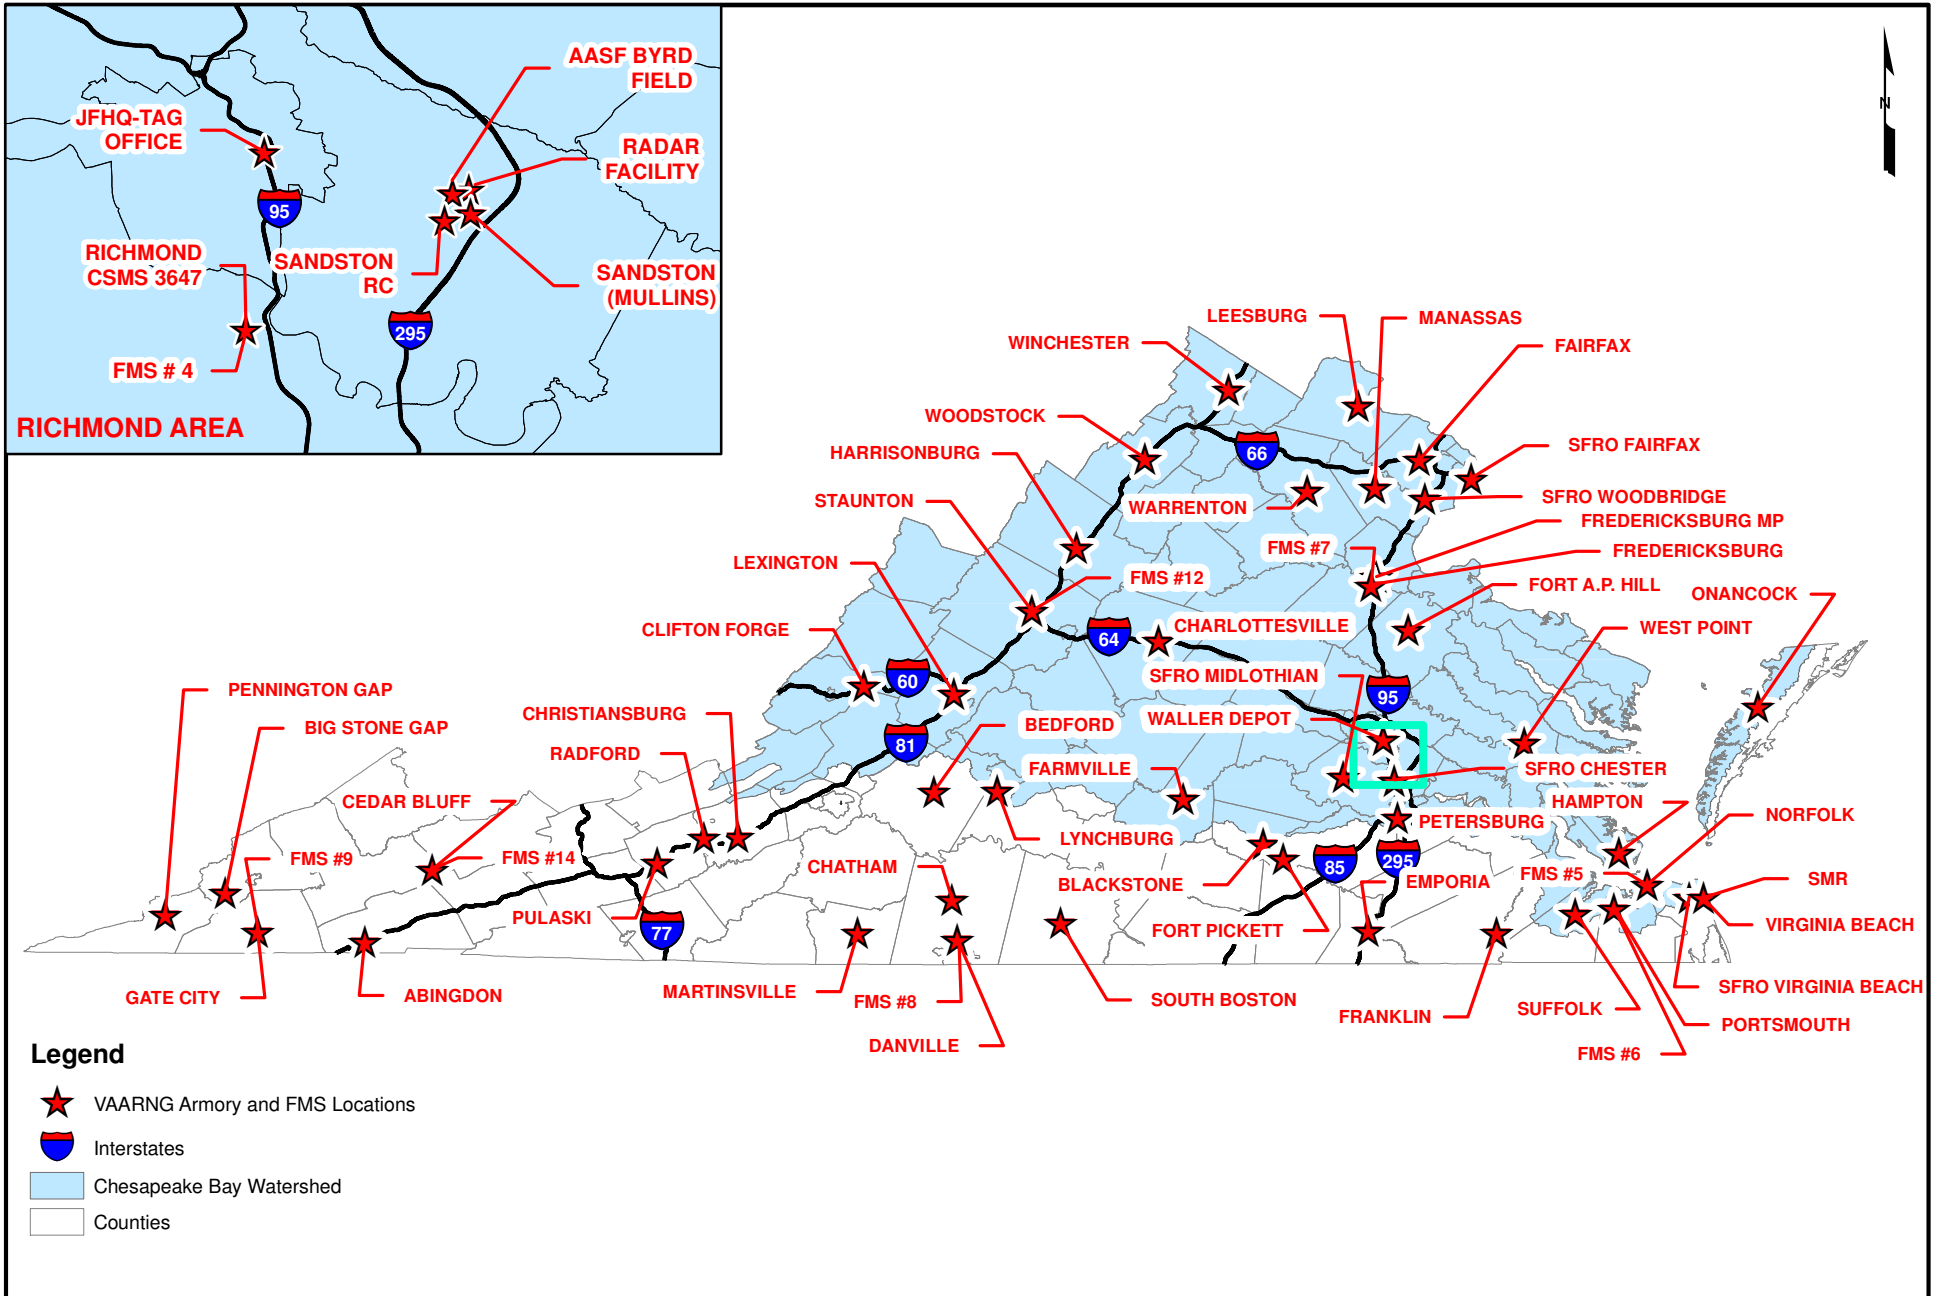 AASF BYRD
FIELD
JFHQ-TAG
OFFICE
RADAR
FACILITY
95
RICHMOND
CSMS 3647
SANDSTON
RC
SANDSTON
(MULLINS)
295
FMS # 4
RICHMOND AREA
N
LEESBURG
MANASSAS
WINCHESTER
FAIRFAX
WOODSTOCK
HARRISONBURG
66
SFRO FAIRFAX
STAUNTON
WARRENTON
SFRO WOODBRIDGE
FREDERICKSBURG MP
FMS #7
FREDERICKSBURG
LEXINGTON
FMS #12
FORT A.P. HILL
ONANCOCK
CLIFTON FORGE
64
CHARLOTTESVILLE
WEST POINT
60
SFRO MIDLOTHIAN
95
PENNINGTON GAP
CHRISTIANSBURG
BIG STONE GAP
BEDFORD
WALLER DEPOT
81
RADFORD
FARMVILLE
SFRO CHESTER
CEDAR BLUFF
HAMPTON
NORFOLK
PETERSBURG
LYNCHBURG
FMS #9
FMS #14
CHATHAM
85
295
FMS #5
SMR
BLACKSTONE
EMPORIA
PULASKI
77
FORT PICKETT
VIRGINIA BEACH
GATE CITY
ABINGDON
MARTINSVILLE
FMS #8
SOUTH BOSTON
SFRO VIRGINIA BEACH
FRANKLIN
SUFFOLK
PORTSMOUTH
DANVILLE
FMS #6
Legend
VAARNG Armory and FMS Locations
Interstates
Chesapeake Bay Watershed
Counties